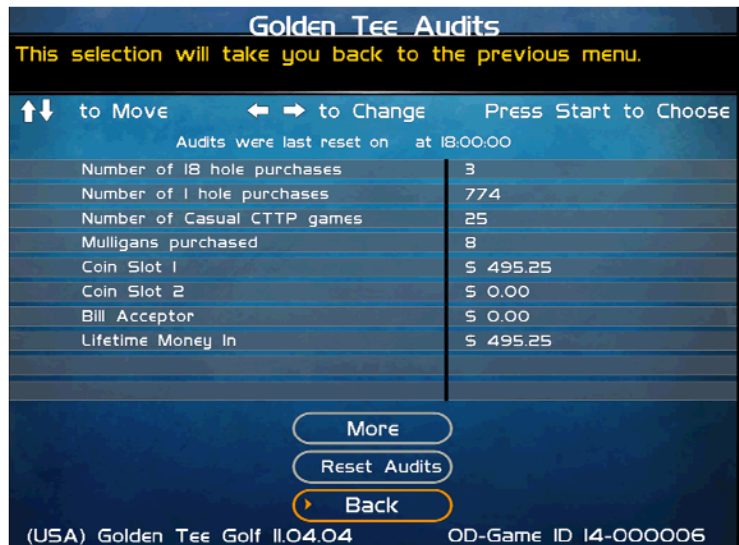 Golden Tee Audits
This selection will take you back to the previous menu.
to Move to Change Press Start to Choose
Audits were last reset on at 18:00:00
Number of 18 hole purchases 3
Number of 1 hole purchases 774
Number of Casual CTTP games 25
Mulligans purchased 8
Coin Slot 1 $ 495.25
Coin Slot 2 $ 0.00
Bill Acceptor $ 0.00
Lifetime Money In $ 495.25
More
Reset Audits
Back
(USA) Golden Tee Golf II.04.04 OD-Game ID 14-000006